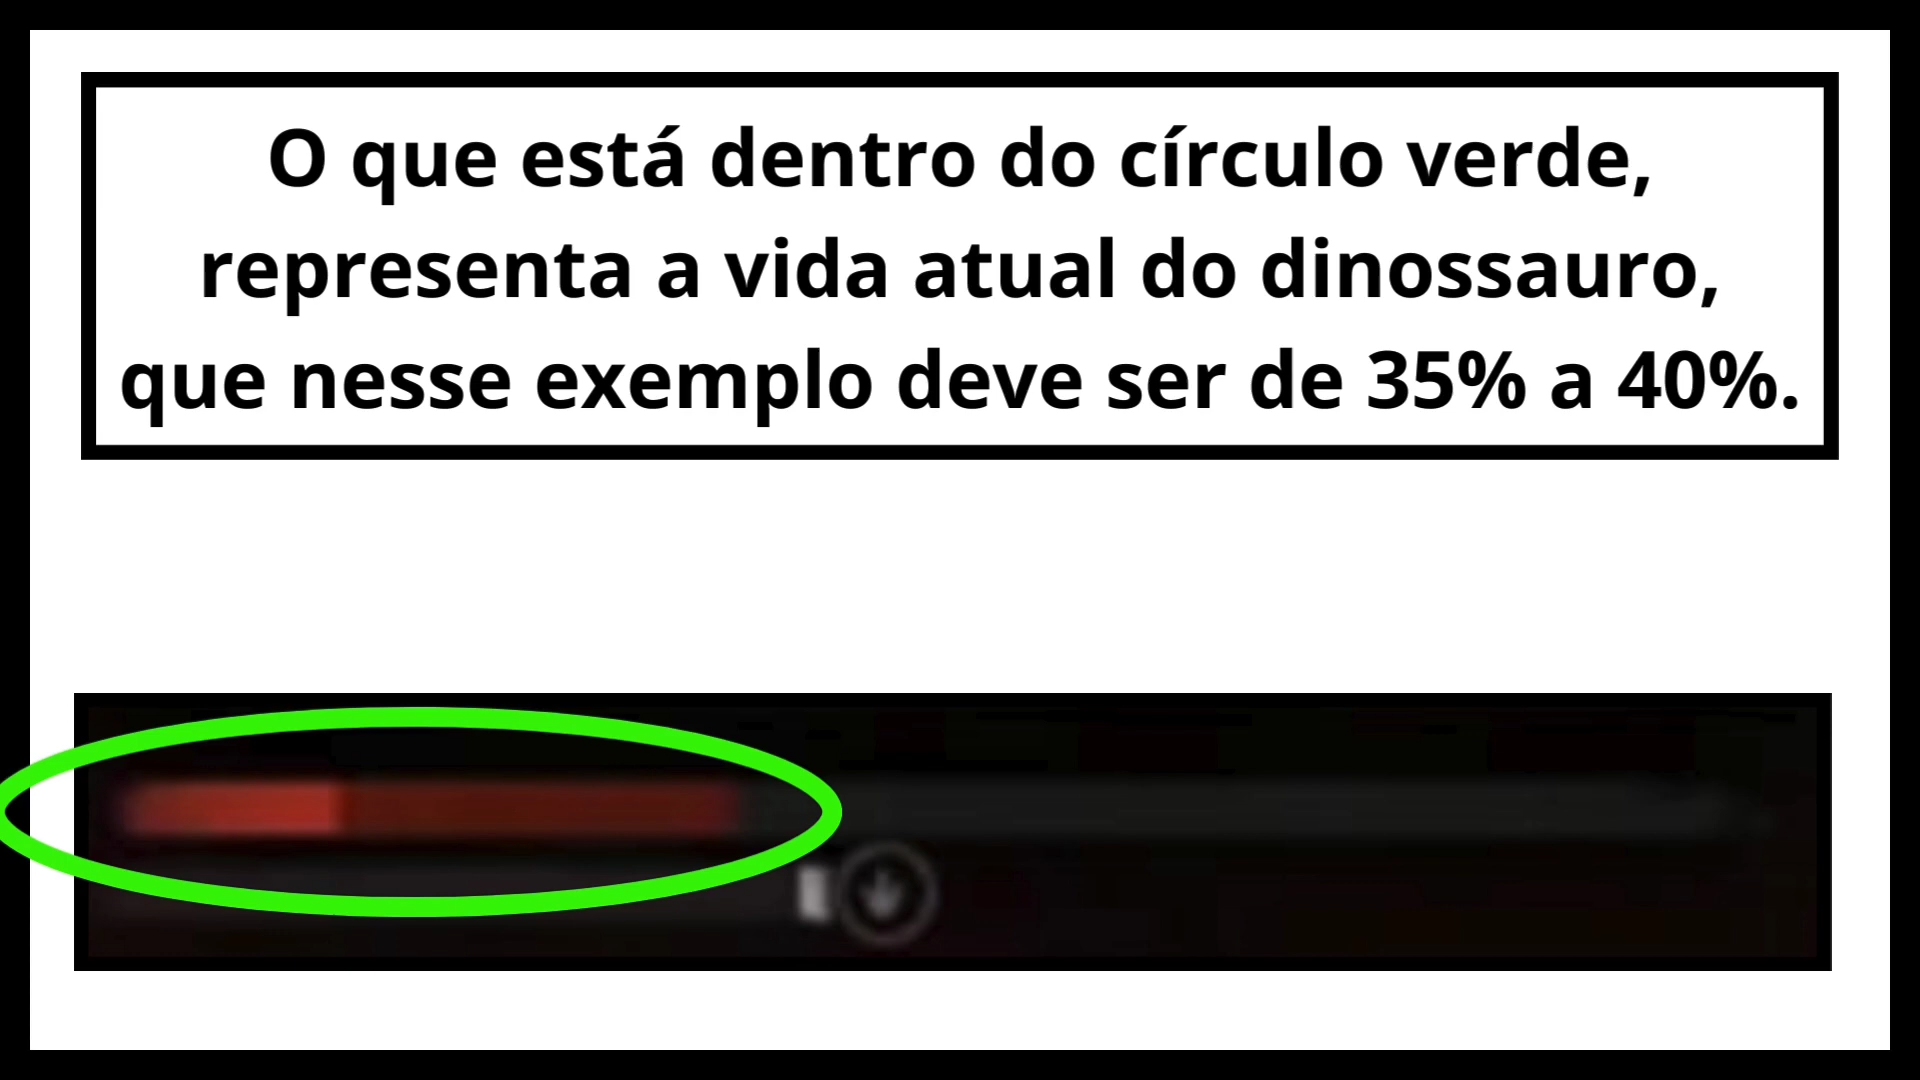 O que está dentro do círculo verde,
representa a vida atual do dinossauro,
que nesse exemplo deve ser de 35% a 40%.